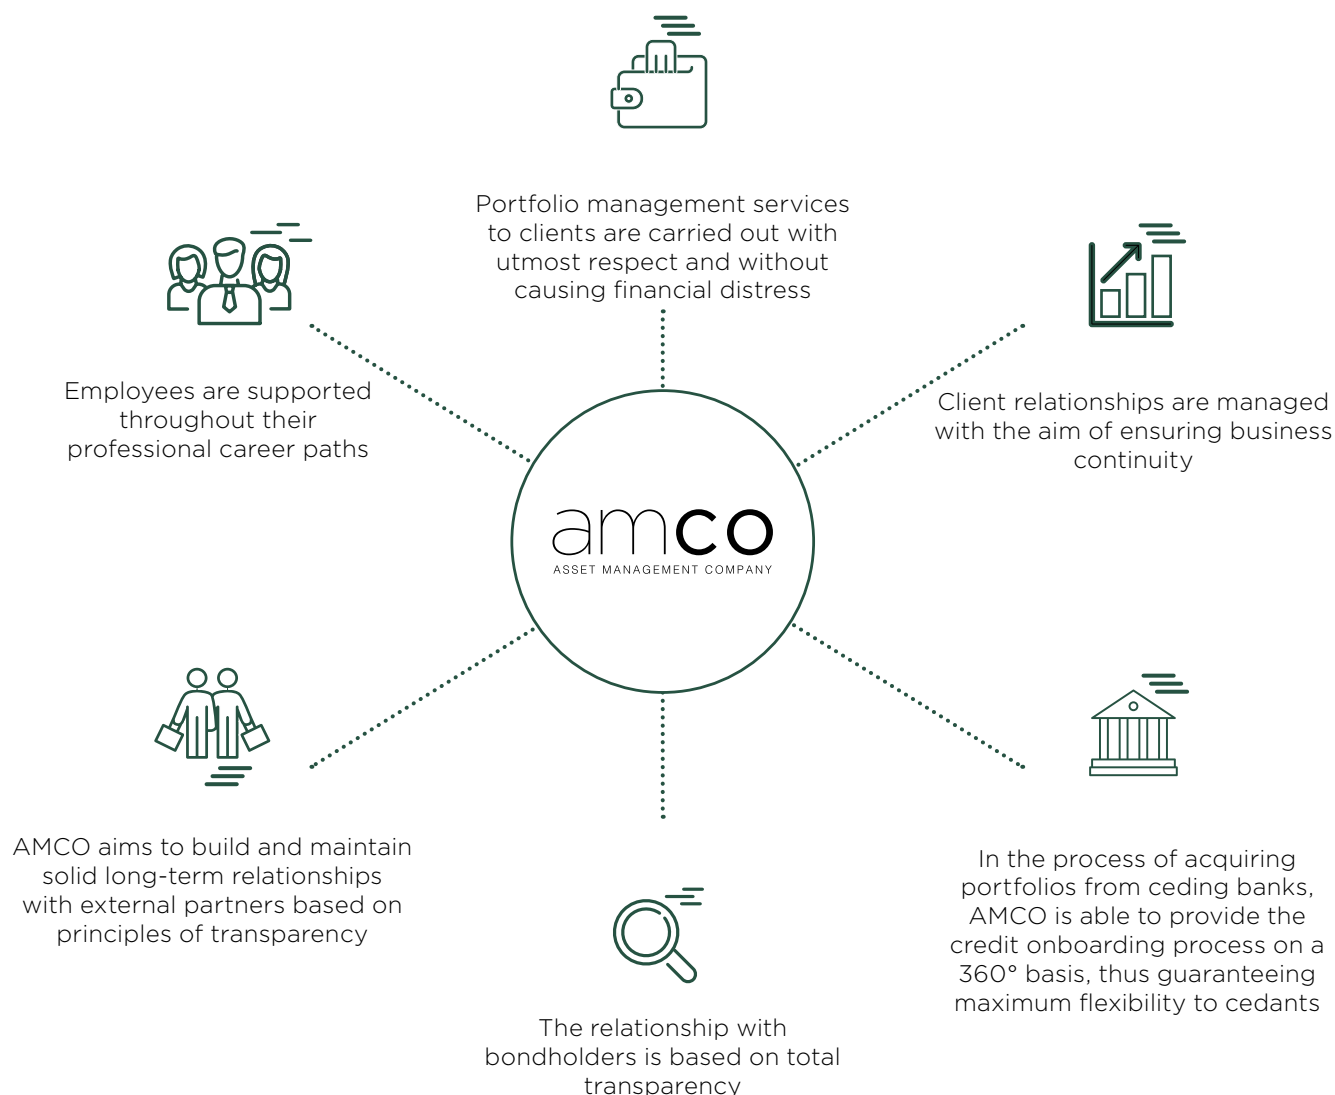 Portfolio management services
to clients are carried out with
utmost respect and without
causing financial distress
Employees are supported
throughout their
professional career paths
Client relationships are managed
with the aim of ensuring business
continuity
amco
ASSET MANAGEMENT COMPANY
AMCO aims to build and maintain
solid long-term relationships
with external partners based on
principles of transparency
In the process of acquiring
portfolios from ceding banks,
AMCO is able to provide the
credit onboarding process on a
360° basis, thus guaranteeing
maximum flexibility to cedants
The relationship with
bondholders is based on total
transparency